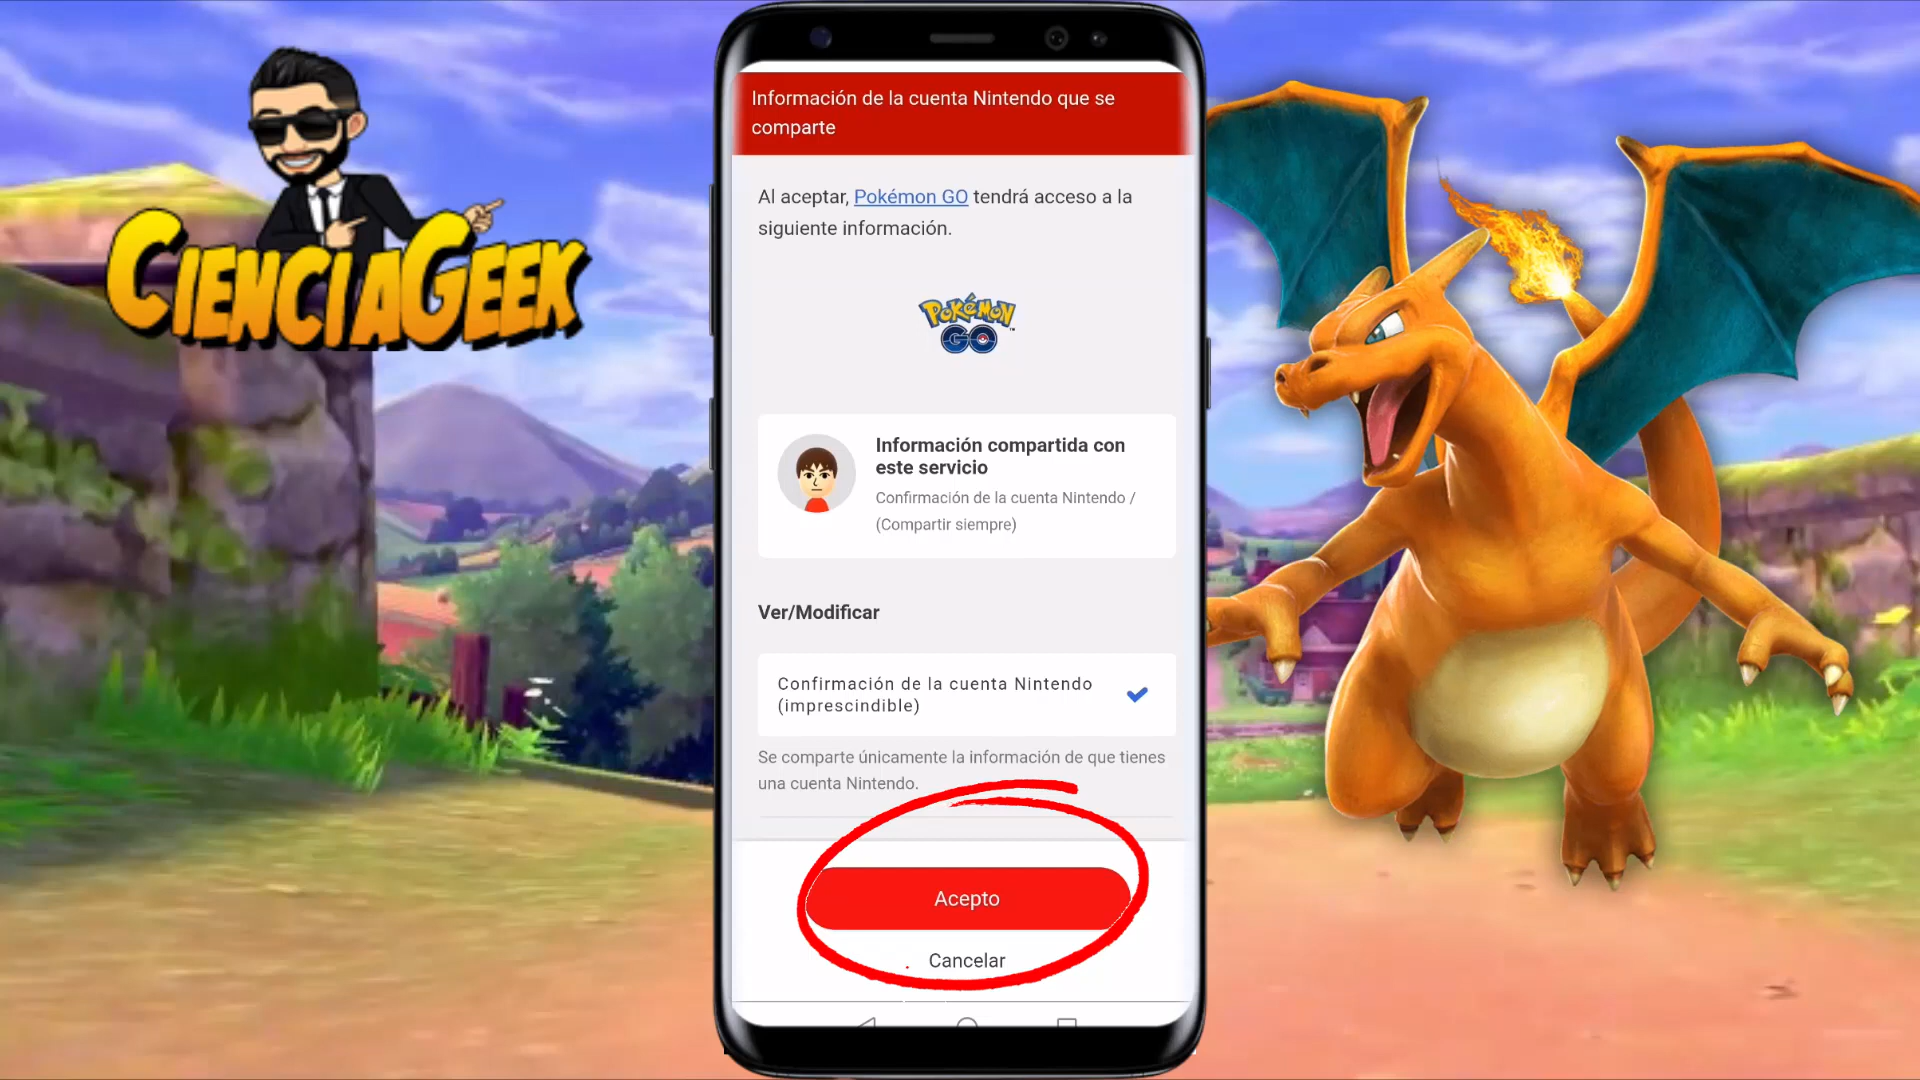 CIENCIAGEEK
Información de la cuenta Nintendo que se
comparte
Al aceptar, Pokémon GO tendrá acceso a la
siguiente información.
POKéMON
GO
TM
Información compartida con
este servicio
Confirmación de la cuenta Nintendo /
(Compartir siempre)
Ver/Modificar
Confirmación de la cuenta Nintendo
(imprescindible)
Se comparte únicamente la información de que tienes
una cuenta Nintendo.
Acepto
Cancelar